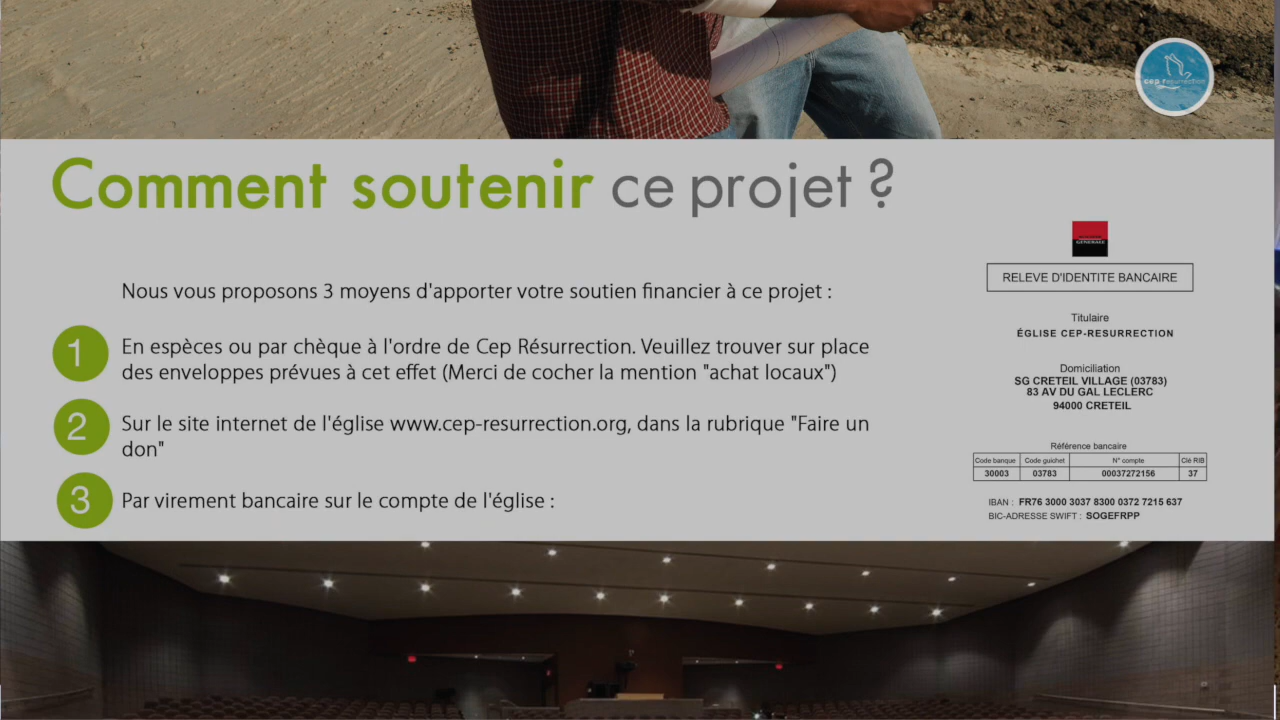 cep résurrection
Comment soutenir ce projet ?
Nous vous proposons 3 moyens d'apporter votre soutien financier à ce projet :
1
En espèces ou par chèque à l'ordre de Cep Résurrection. Veuillez trouver sur place
des enveloppes prévues à cet effet (Merci de cocher la mention "achat locaux")
2
Sur le site internet de l'église www.cep-resurrection.org, dans la rubrique "Faire un
don"
3
Par virement bancaire sur le compte de l'église :
GENERALE
RELEVE D'IDENTITE BANCAIRE
Titulaire
ÉGLISE CEP-RESURRECTION
Domiciliation
SG CRETEIL VILLAGE (03783)
83 AV DU GAL LECLERC
94000 CRETEIL
Référence bancaire
Code banque Code guichet N° compte Clé RIB
30003 03783 00037272156 37
IBAN : FR76 3000 3037 8300 0372 7215 637
BIC-ADRESSE SWIFT : SOGEFRPP